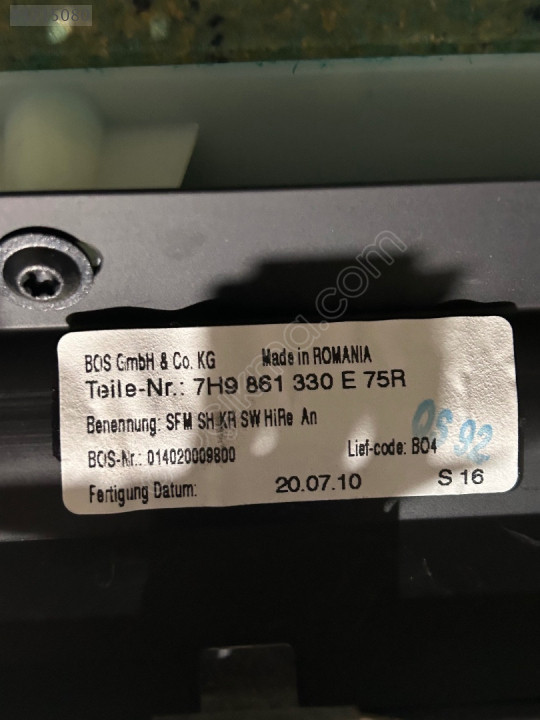 BOS GmbH & Co. KG Made in ROMANIA
Teile-Nr.: 7H9 861 330 E 75R
Benennung: SFM SH KR SW HiRe An
BOS-Nr.: 014020009800 Lief-code: B04
Fertigung Datum: 20.07.10 S 16